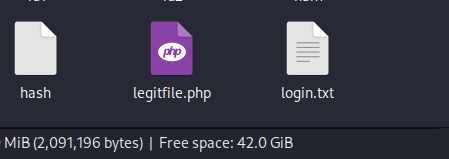 php
hash
legitfile.php
login.txt
MiB (2,091,196 bytes) | Free space: 42.0 GiB